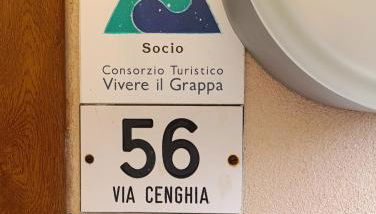 Socio
Consorzio Turistico
Vivere il Grappa
56
VIA CENGHIA